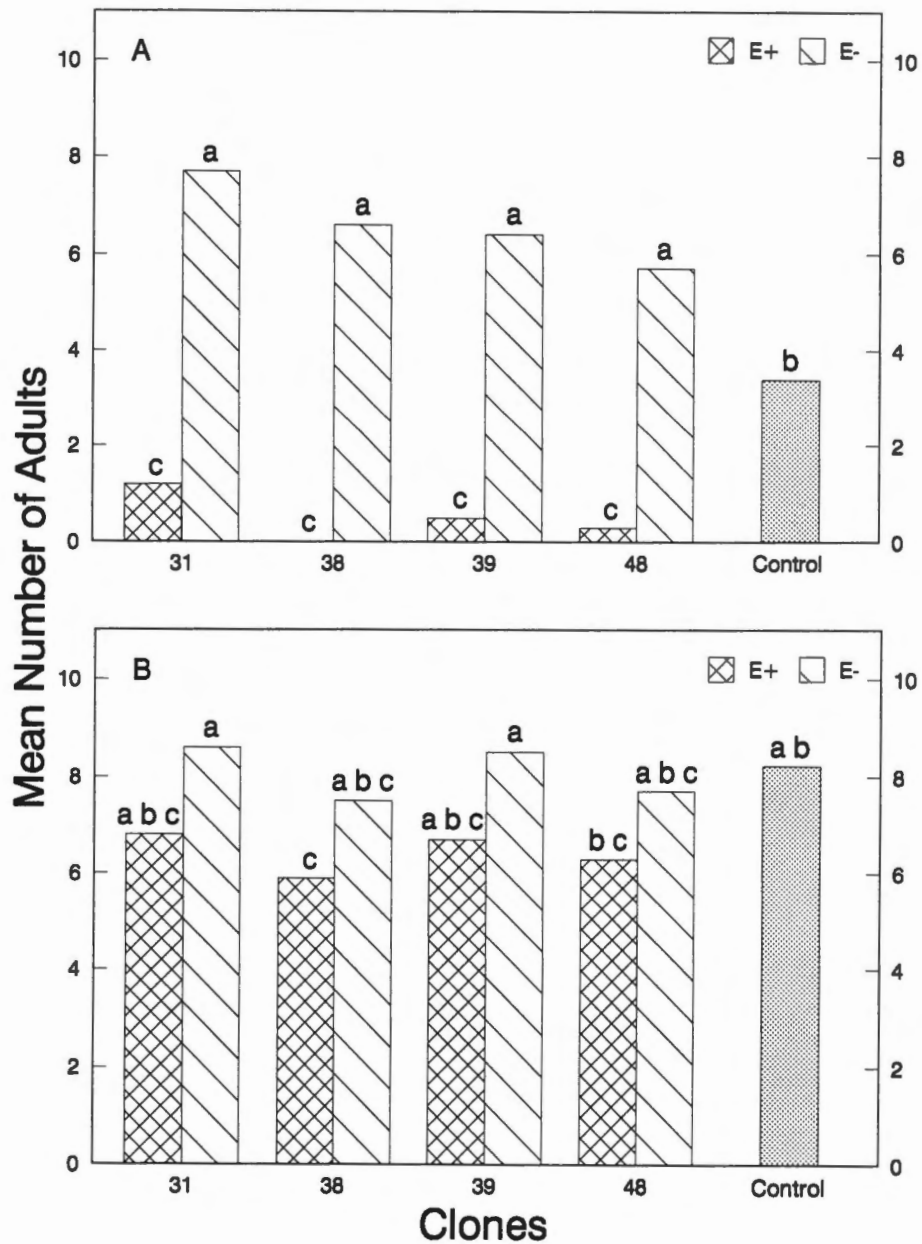 Mean Number of Adults
A
E+ E-
10 10
8 8
6 6
4 4
2 2
0 0
a
a
a
a
b
c
c
c
c
31 38 39 48 Control
B
E+ E-
10 10
8 8
6 6
4 4
2 2
0 0
a
a
a b
a b c
a b c
a b c
a b c
c
b c
31 38 39 48 Control
Clones